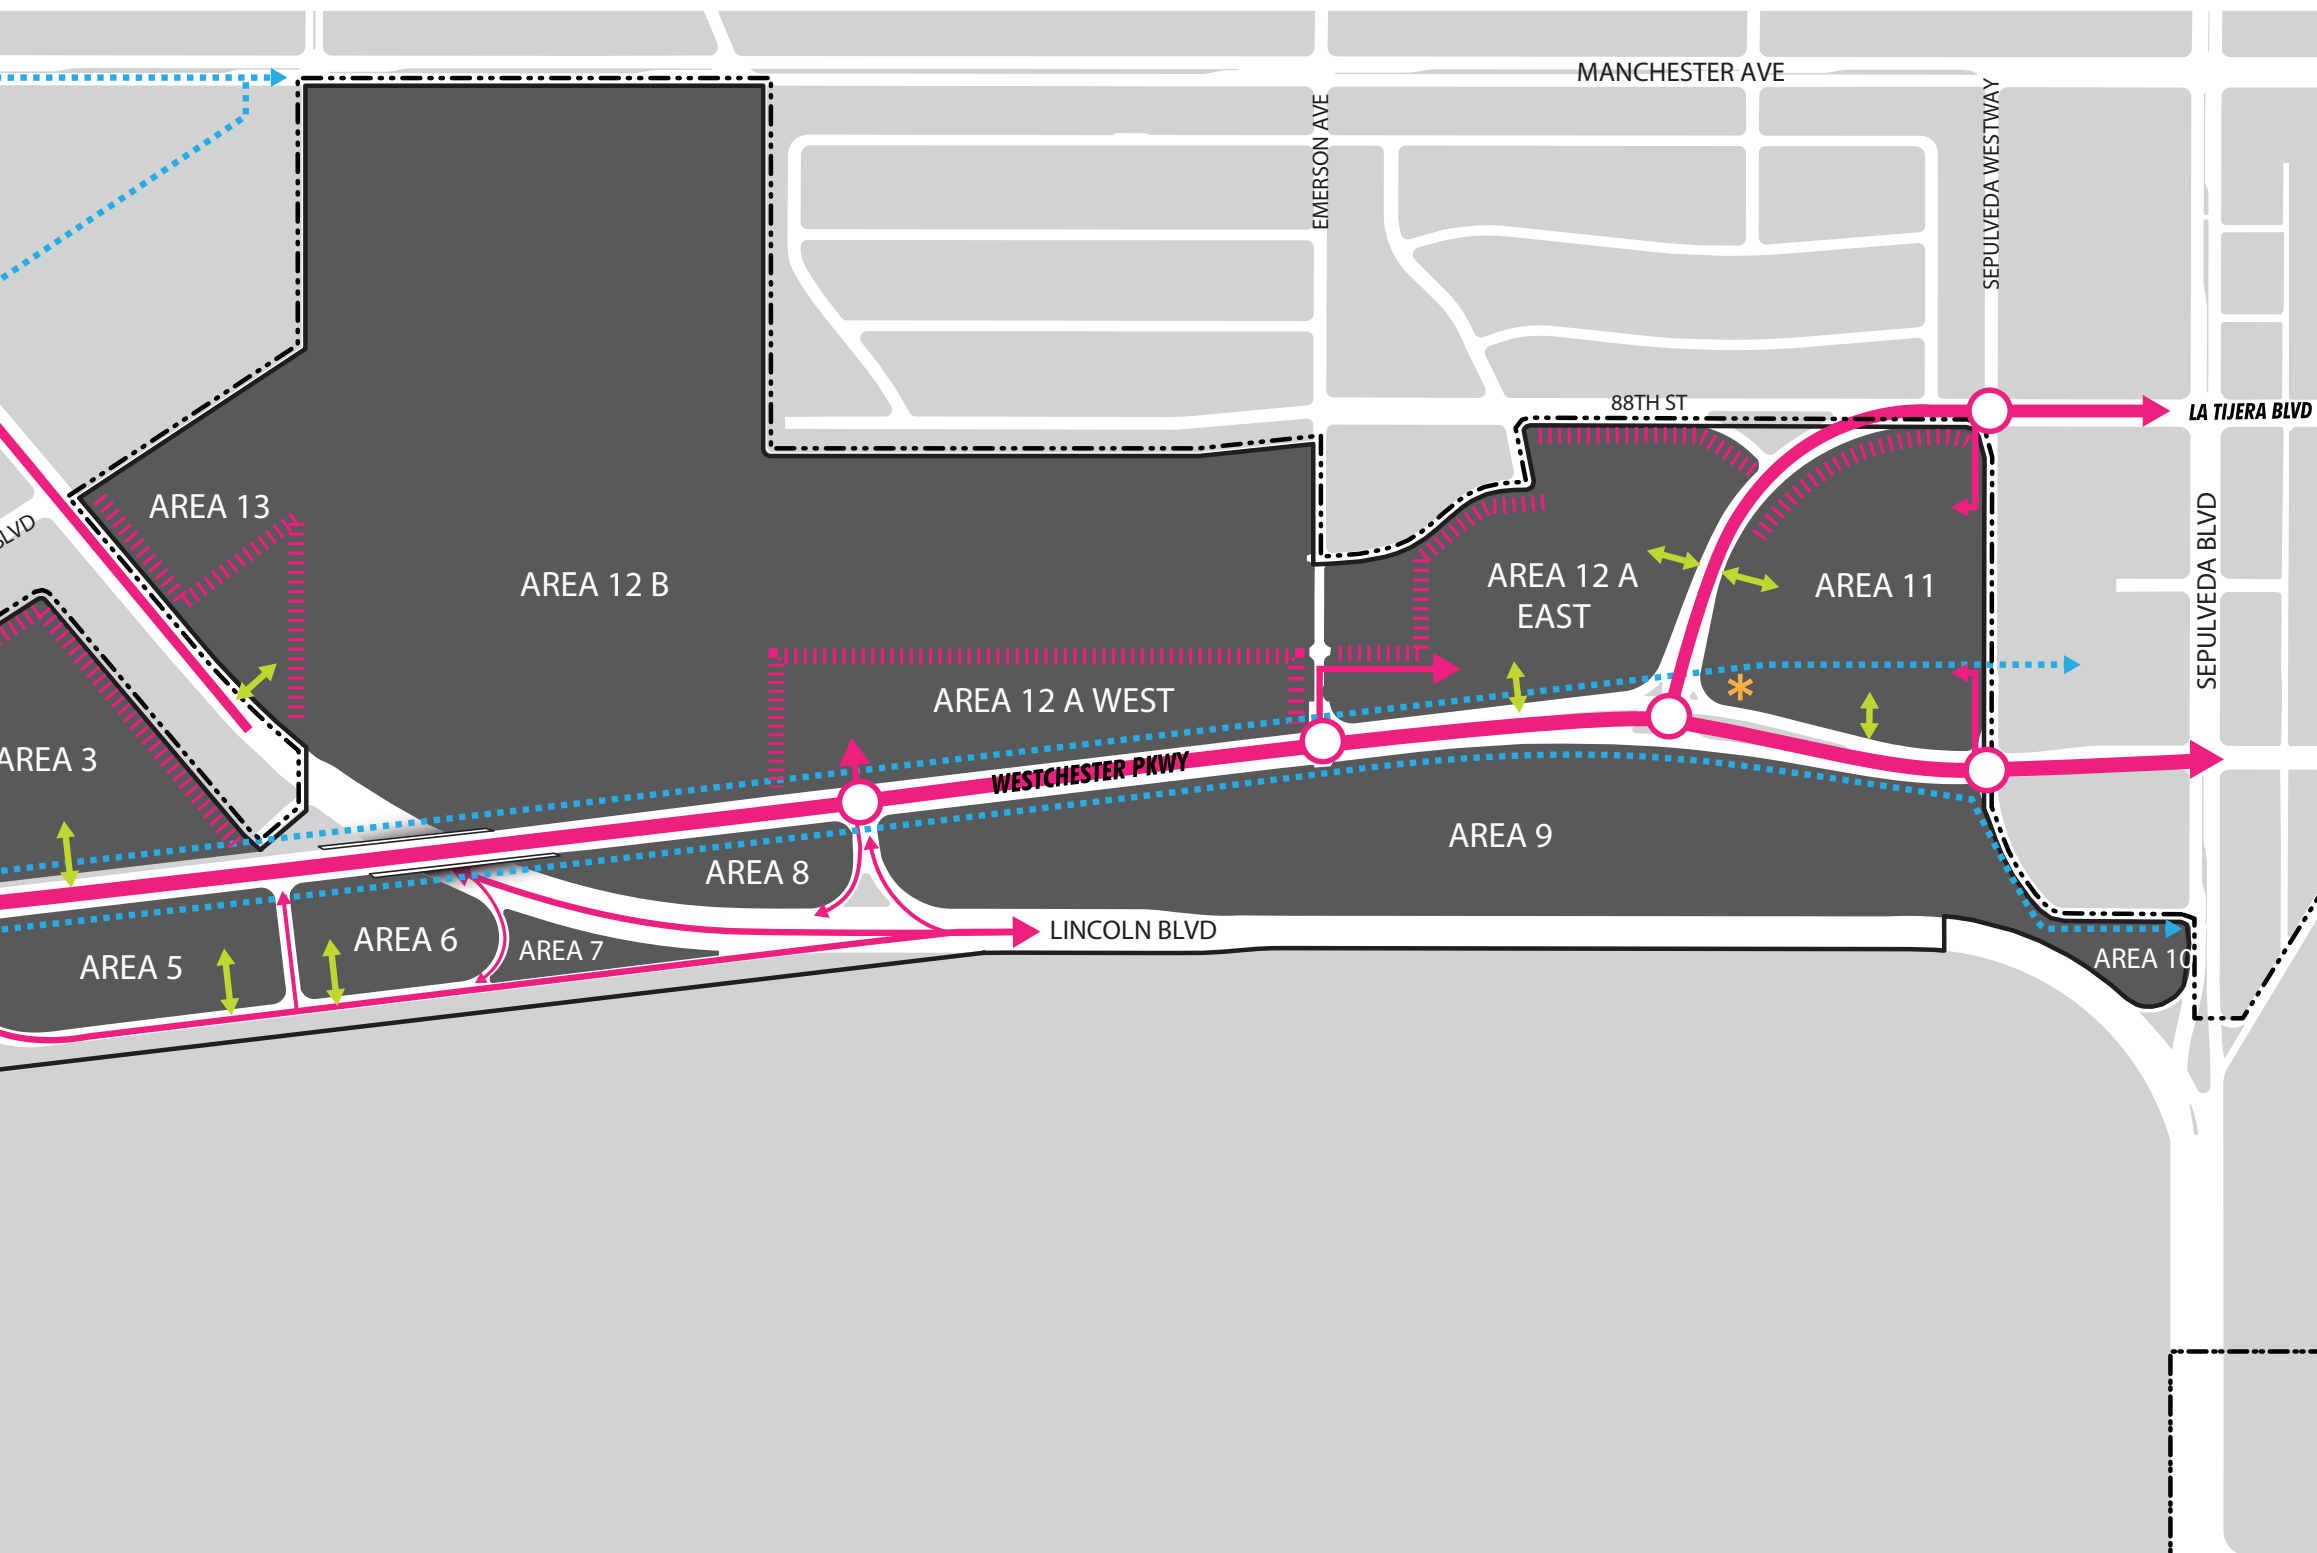 MANCHESTER AVE
EMERSON AVE
SEPULVEDA WESTWAY
88TH ST
LA TIJERA BLVD
AREA 13
BLVD
AREA 12 B
AREA 12 A
EAST
AREA 11
SEPULVEDA BLVD
AREA 12 A WEST
AREA 3
WESTCHESTER PKWY
AREA 9
AREA 8
LINCOLN BLVD
AREA 6
AREA 7
AREA 5
AREA 10